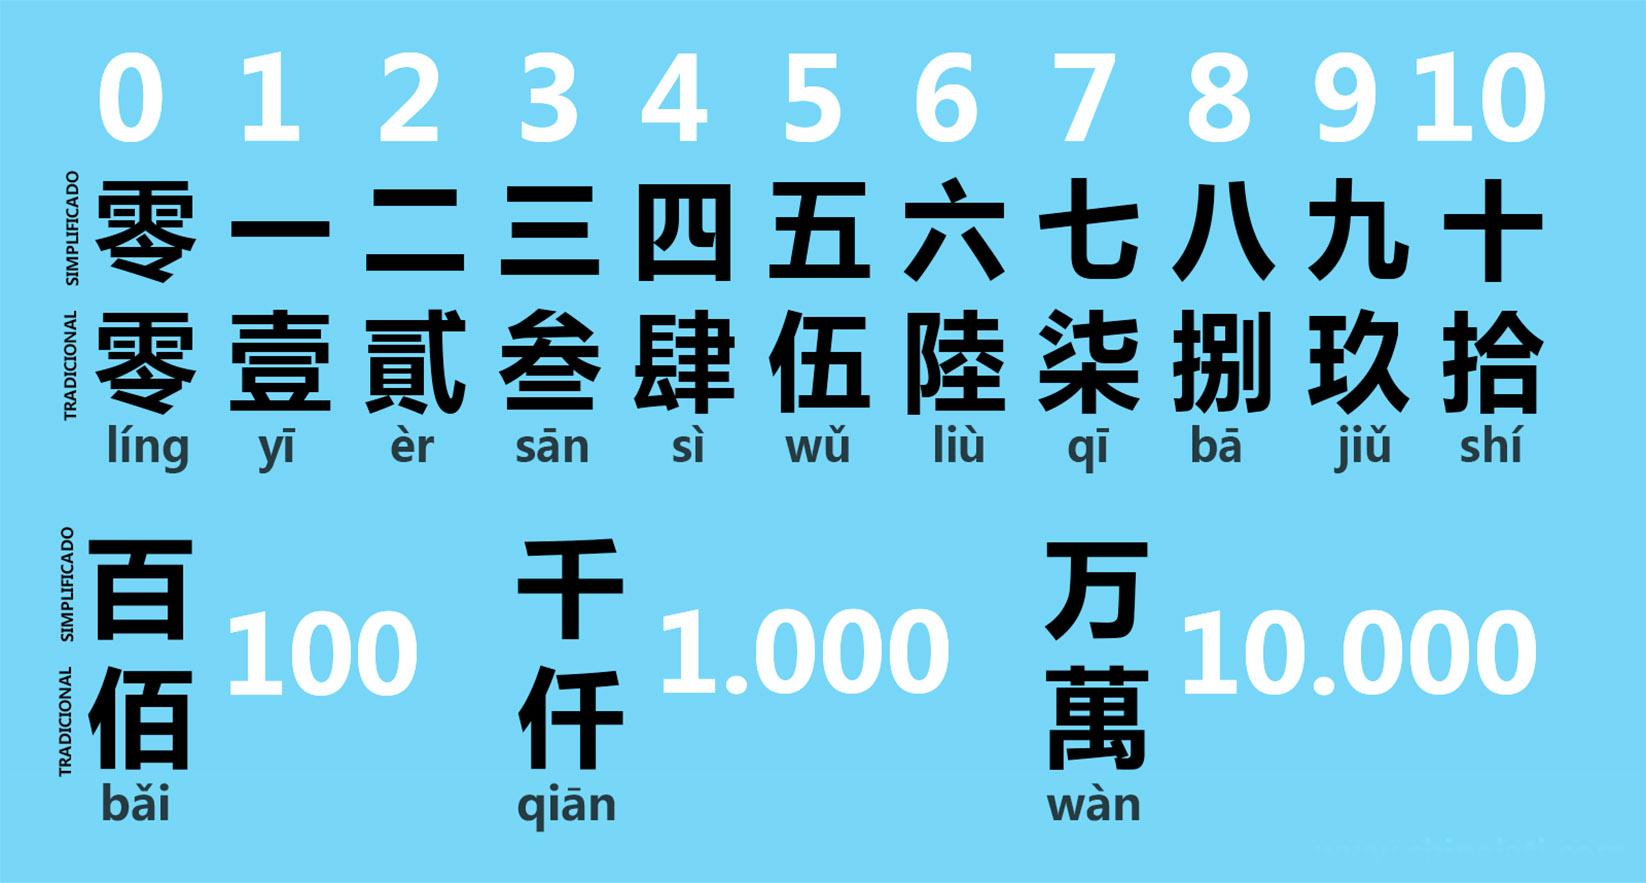 0 1 2 3 4 5 6 7 8 9 10
SIMPLIFICADO
零 一 二 三 四 五 六 七 八 九 十
TRADICIONAL
零 壹 貳 叁 肆 伍 陸 柒 捌 玖 拾
líng yī èr sān sì wǔ liù qī bā jiǔ shí
SIMPLIFICADO
百 千 万
100 1.000 10.000
TRADICIONAL
佰 仟 萬
bǎi qiān wàn